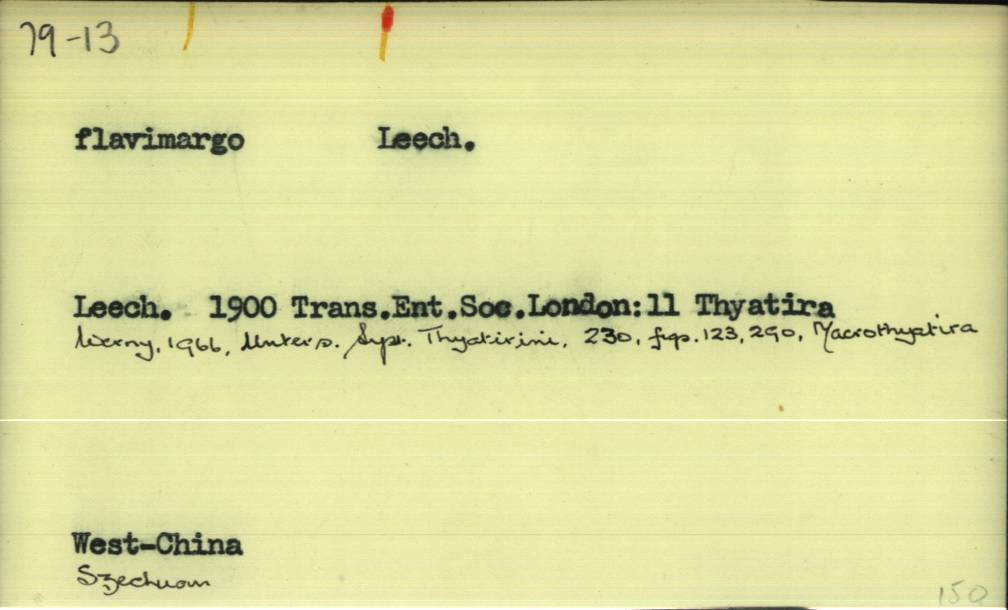 79-13
flavimargo Leech.
Leech. 1900 Trans.Ent.Soc.London:11 Thyatira
Werny, 1966, Unters. Syst. Thyatirini, 230, figs. 123, 290, Macrothyatira
West-China
Szechuan
150